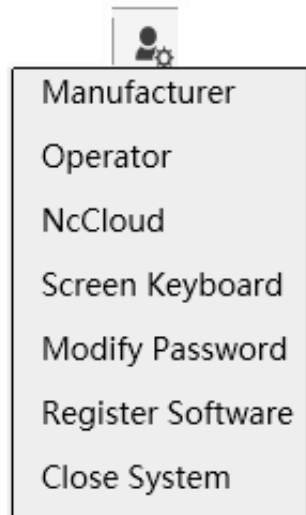 Manufacturer
Operator
NcCloud
Screen Keyboard
Modify Password
Register Software
Close System